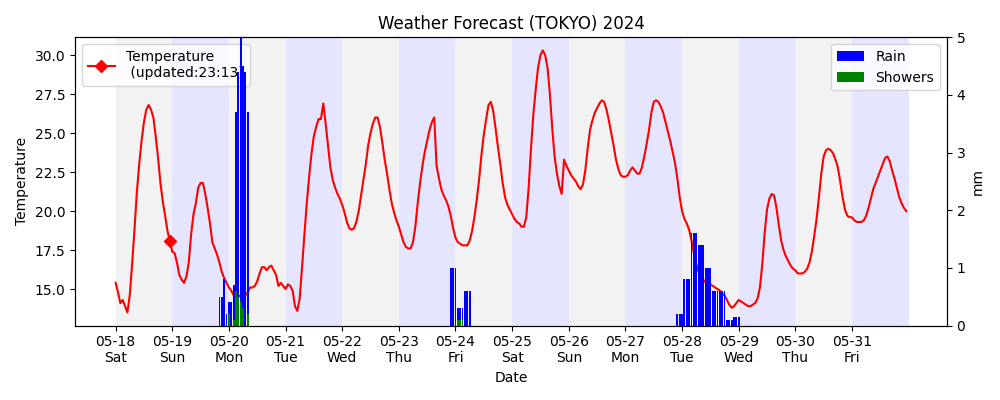 Weather Forecast (TOKYO) 2024
Temperature
(updated:23:13
Rain
Showers
Temperature
30.0
27.5
25.0
22.5
20.0
17.5
15.0
5
4
3
2
1
0
mm
05-18 05-19 05-20 05-21 05-22 05-23 05-24 05-25 05-26 05-27 05-28 05-29 05-30 05-31
Sat Sun Mon Tue Wed Thu Fri Sat Sun Mon Tue Wed Thu Fri
Date